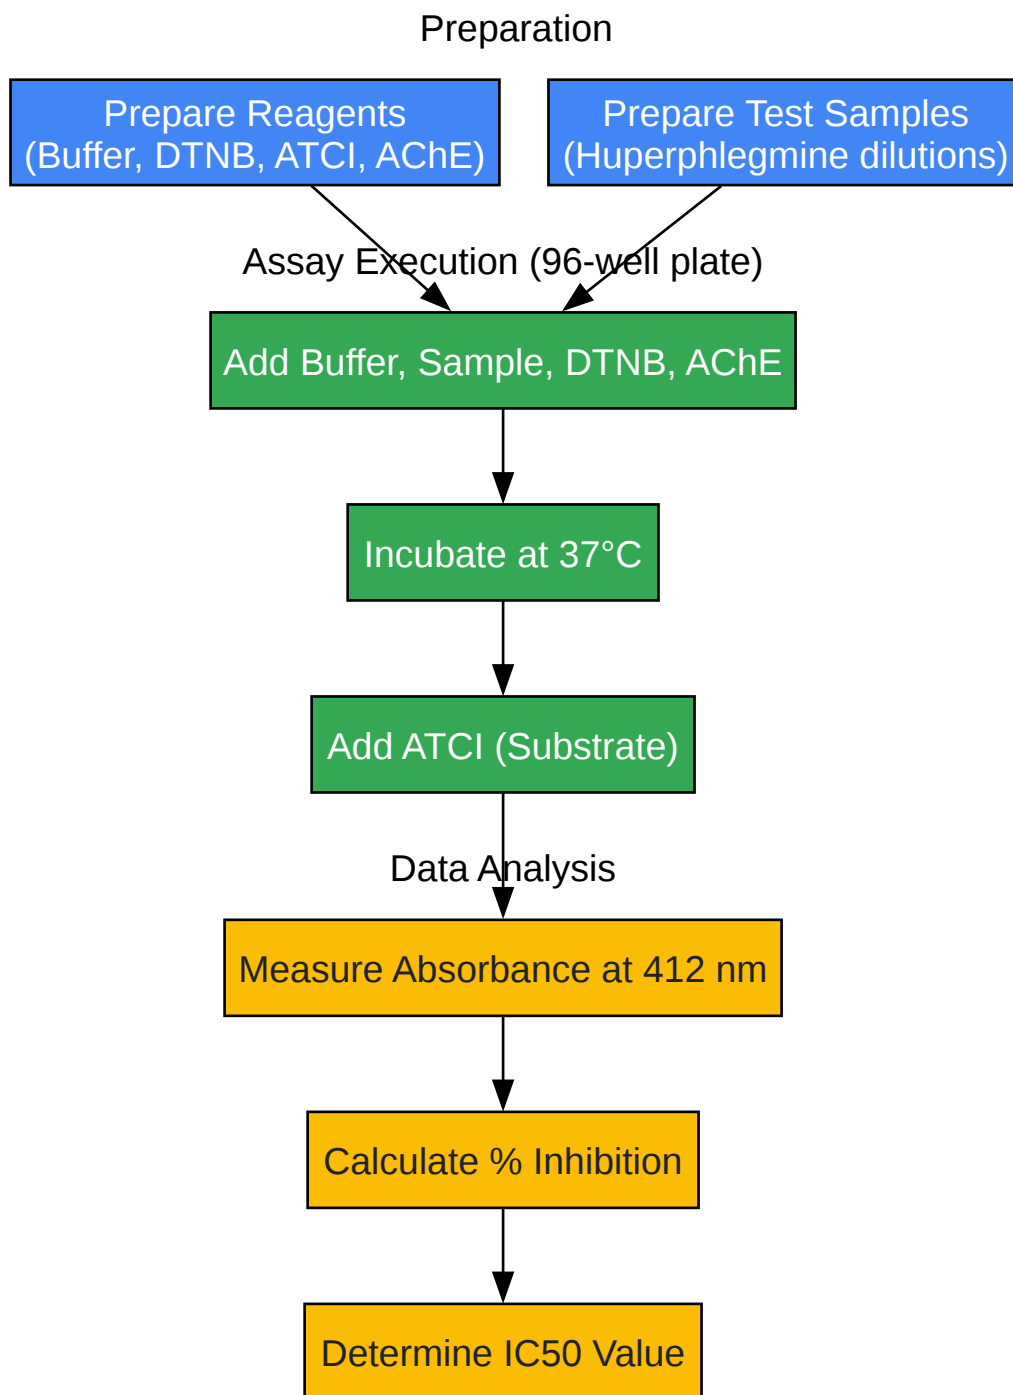 Preparation
Prepare Reagents
(Buffer, DTNB, ATCI, AChE)
Prepare Test Samples
(Huperphlegmine dilutions)
Assay Execution (96-well plate)
Add Buffer, Sample, DTNB, AChE
Incubate at 37°C
Add ATCI (Substrate)
Data Analysis
Measure Absorbance at 412 nm
Calculate % Inhibition
Determine IC50 Value